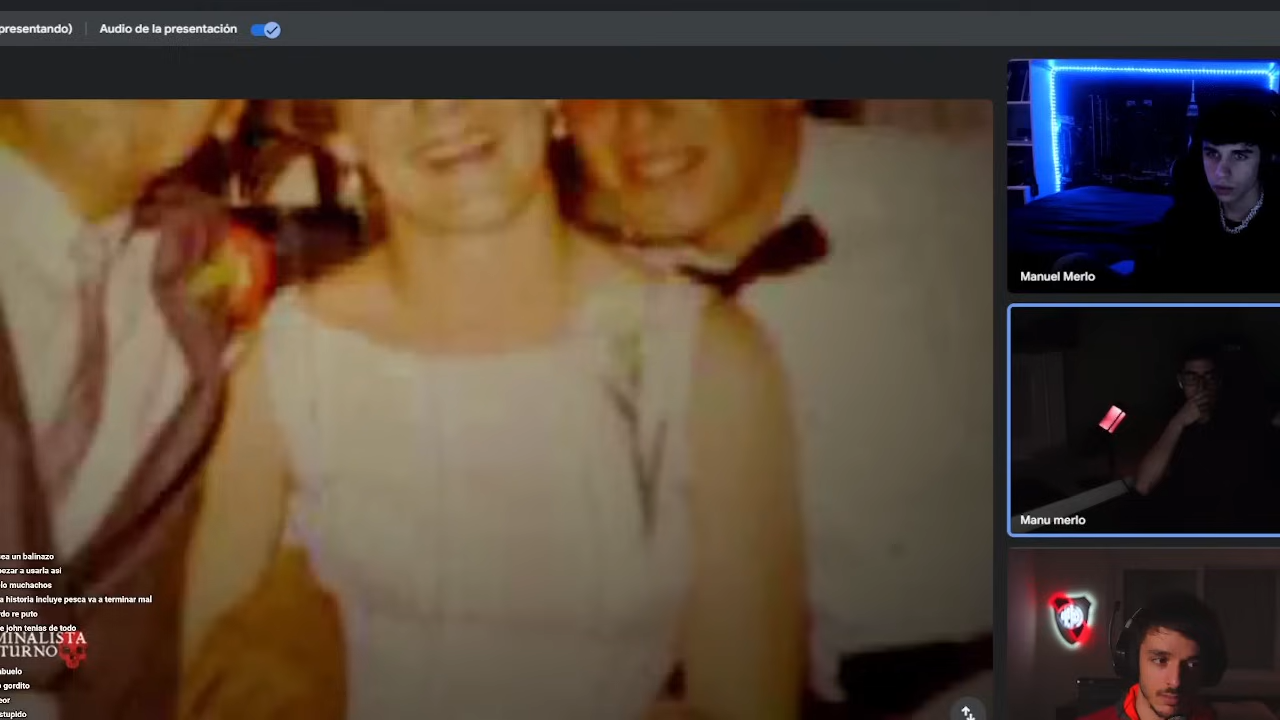 presentando) | Audio de la presentación
Manuel Merlo
Manu merlo
ea un balinazo
ezar a usarla asi
lo muchachos
a historia incluye pesca va a terminar mal
do re puto
e john tenias de todo
MINALISTA
TURNO
abuelo
gordito
eor
stupido